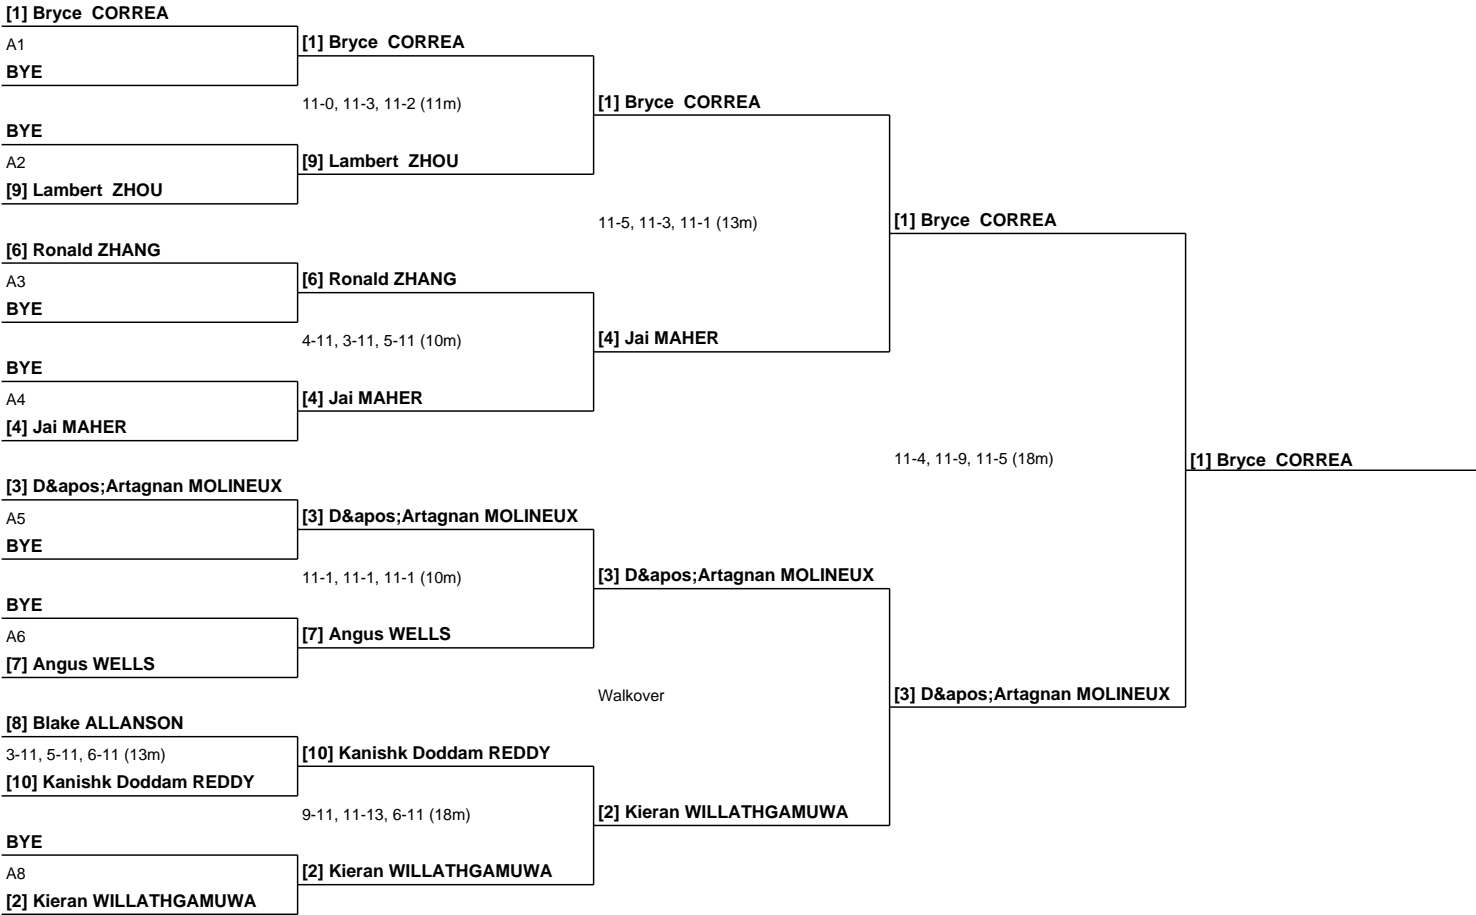 [1] Bryce  CORREA
A1
BYE
[1] Bryce  CORREA
11-0, 11-3, 11-2 (11m)
[1] Bryce  CORREA
BYE
A2
[9] Lambert  ZHOU
[9] Lambert  ZHOU
11-5, 11-3, 11-1 (13m)
[1] Bryce  CORREA
[6] Ronald ZHANG
A3
BYE
[6] Ronald ZHANG
4-11, 3-11, 5-11 (10m)
[4] Jai MAHER
BYE
A4
[4] Jai MAHER
[4] Jai MAHER
11-4, 11-9, 11-5 (18m)
[1] Bryce  CORREA
[3] D&apos;Artagnan MOLINEUX
A5
BYE
[3] D&apos;Artagnan MOLINEUX
11-1, 11-1, 11-1 (10m)
[3] D&apos;Artagnan MOLINEUX
BYE
A6
[7] Angus WELLS
[7] Angus WELLS
Walkover
[3] D&apos;Artagnan MOLINEUX
[8] Blake ALLANSON
3-11, 5-11, 6-11 (13m)
[10] Kanishk Doddam REDDY
[10] Kanishk Doddam REDDY
9-11, 11-13, 6-11 (18m)
[2] Kieran WILLATHGAMUWA
BYE
A8
[2] Kieran WILLATHGAMUWA
[2] Kieran WILLATHGAMUWA